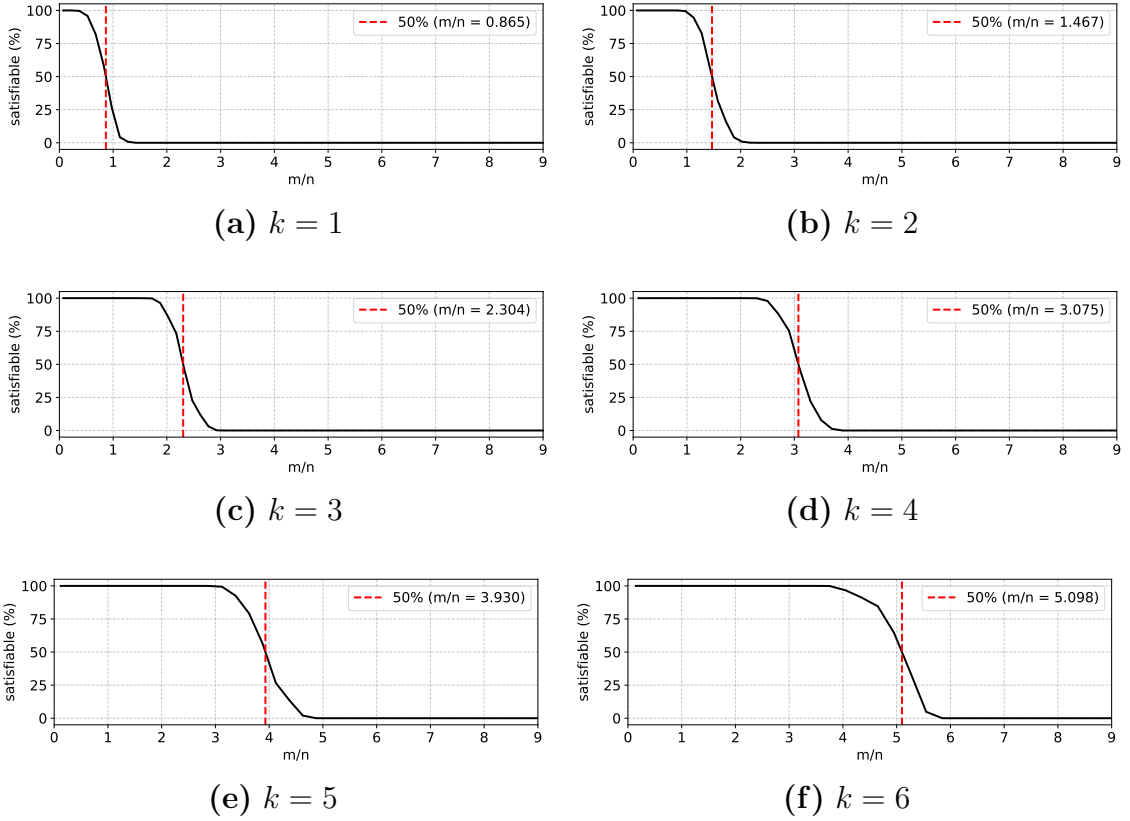 100
75
50
25
0
satisfiable (%)
50% (m/n = 0.865)
0 1 2 3 4 5 6 7 8 9
m/n
(a) k = 1
100
75
50
25
0
satisfiable (%)
50% (m/n = 1.467)
0 1 2 3 4 5 6 7 8 9
m/n
(b) k = 2
100
75
50
25
0
satisfiable (%)
50% (m/n = 2.304)
0 1 2 3 4 5 6 7 8 9
m/n
(c) k = 3
100
75
50
25
0
satisfiable (%)
50% (m/n = 3.075)
0 1 2 3 4 5 6 7 8 9
m/n
(d) k = 4
100
75
50
25
0
satisfiable (%)
50% (m/n = 3.930)
0 1 2 3 4 5 6 7 8 9
m/n
(e) k = 5
100
75
50
25
0
satisfiable (%)
50% (m/n = 5.098)
0 1 2 3 4 5 6 7 8 9
m/n
(f) k = 6